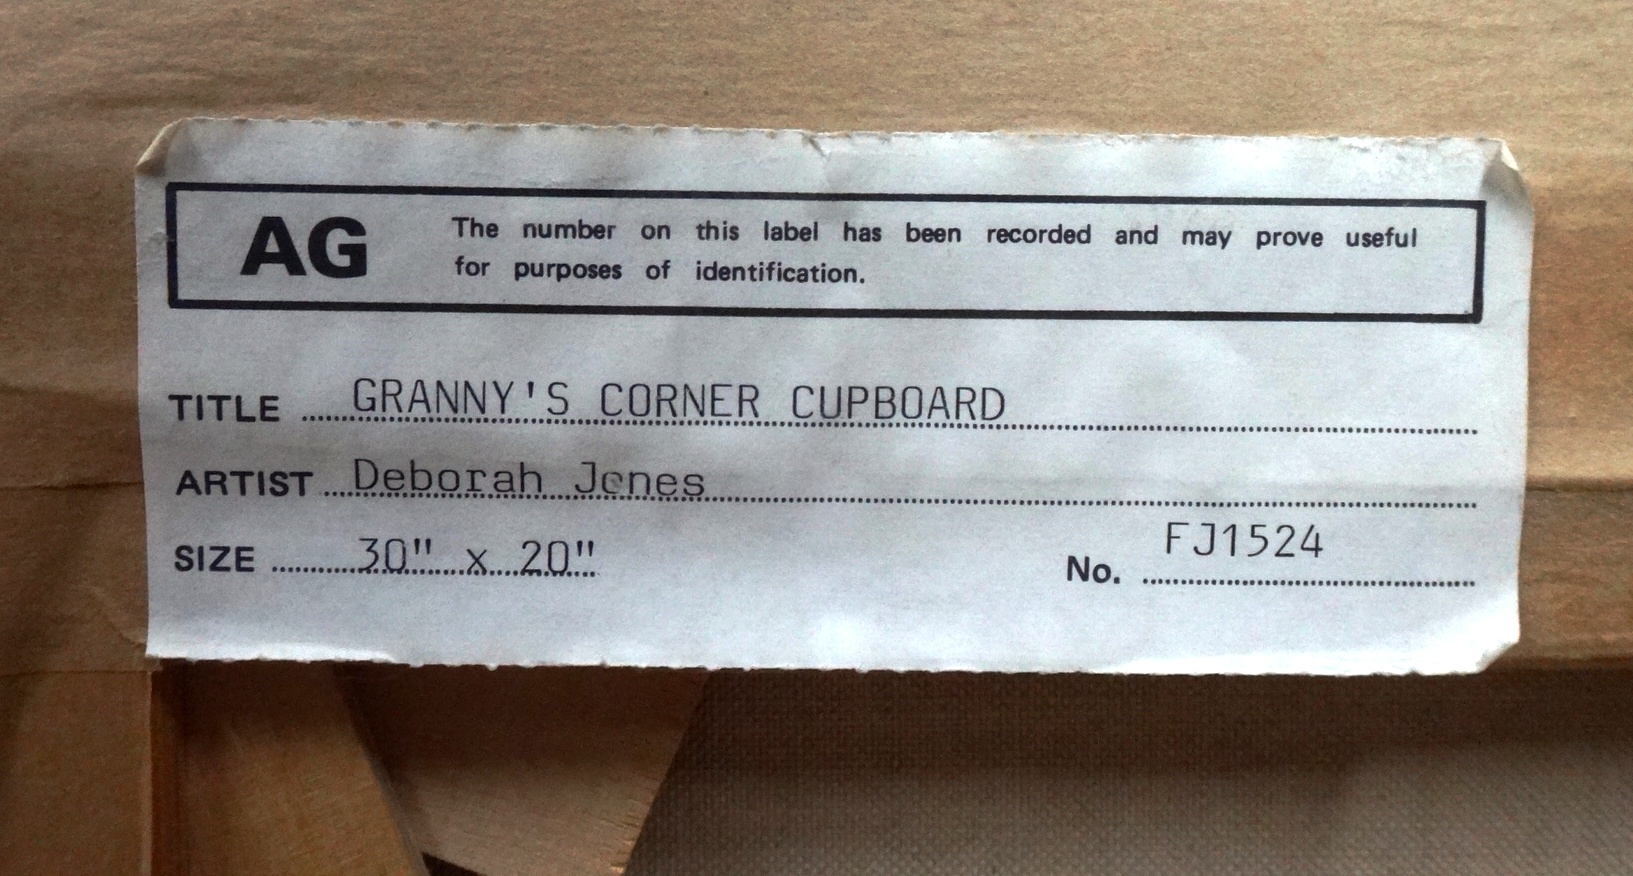 AG The number on this label has been recorded and may prove useful
for purposes of identification.
TITLE GRANNY'S CORNER CUPBOARD
ARTIST Deborah Jones
SIZE 30" x 20" No. FJ1524